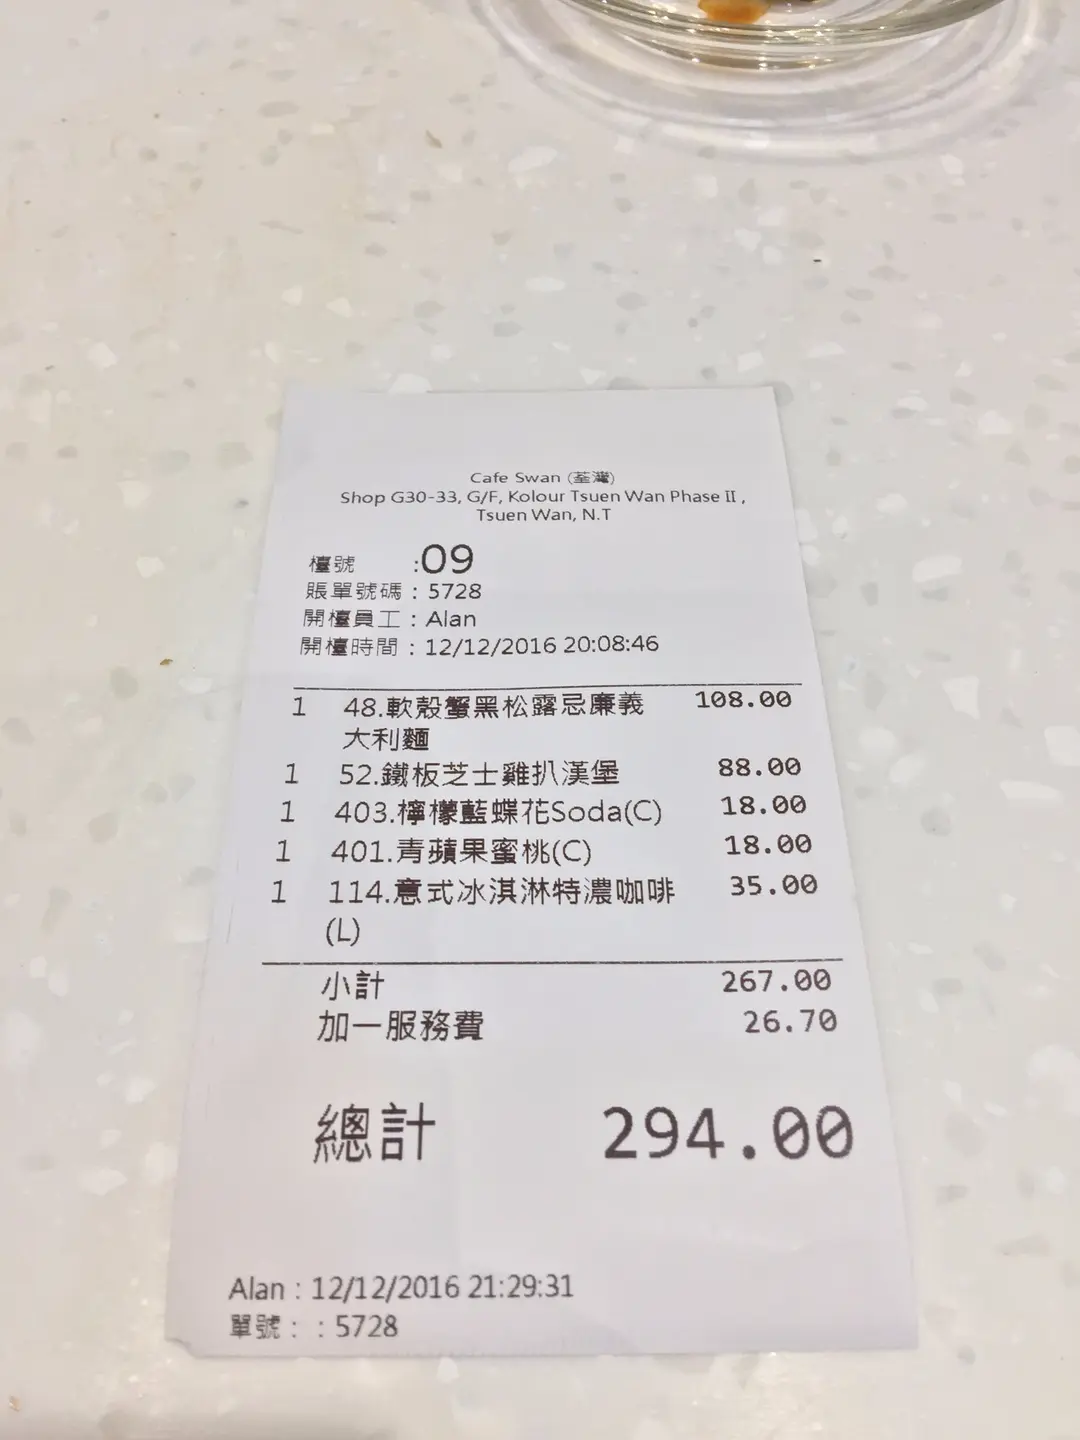 Cafe Swan (荃灣)
Shop G30-33, G/F, Kolour Tsuen Wan Phase II ,
Tsuen Wan, N.T
檯號 :09
賬單號碼 : 5728
開檯員工 : Alan
開檯時間 : 12/12/2016 20:08:46
1 48.軟殼蟹黑松露忌廉義 108.00
大利麵
1 52.鐵板芝士雞扒漢堡 88.00
1 403.檸檬藍蝶花Soda(C) 18.00
1 401.青蘋果蜜桃(C) 18.00
1 114.意式冰淇淋特濃咖啡 35.00
(L)
小計 267.00
加一服務費 26.70
總計 294.00
Alan : 12/12/2016 21:29:31
單號 : : 5728